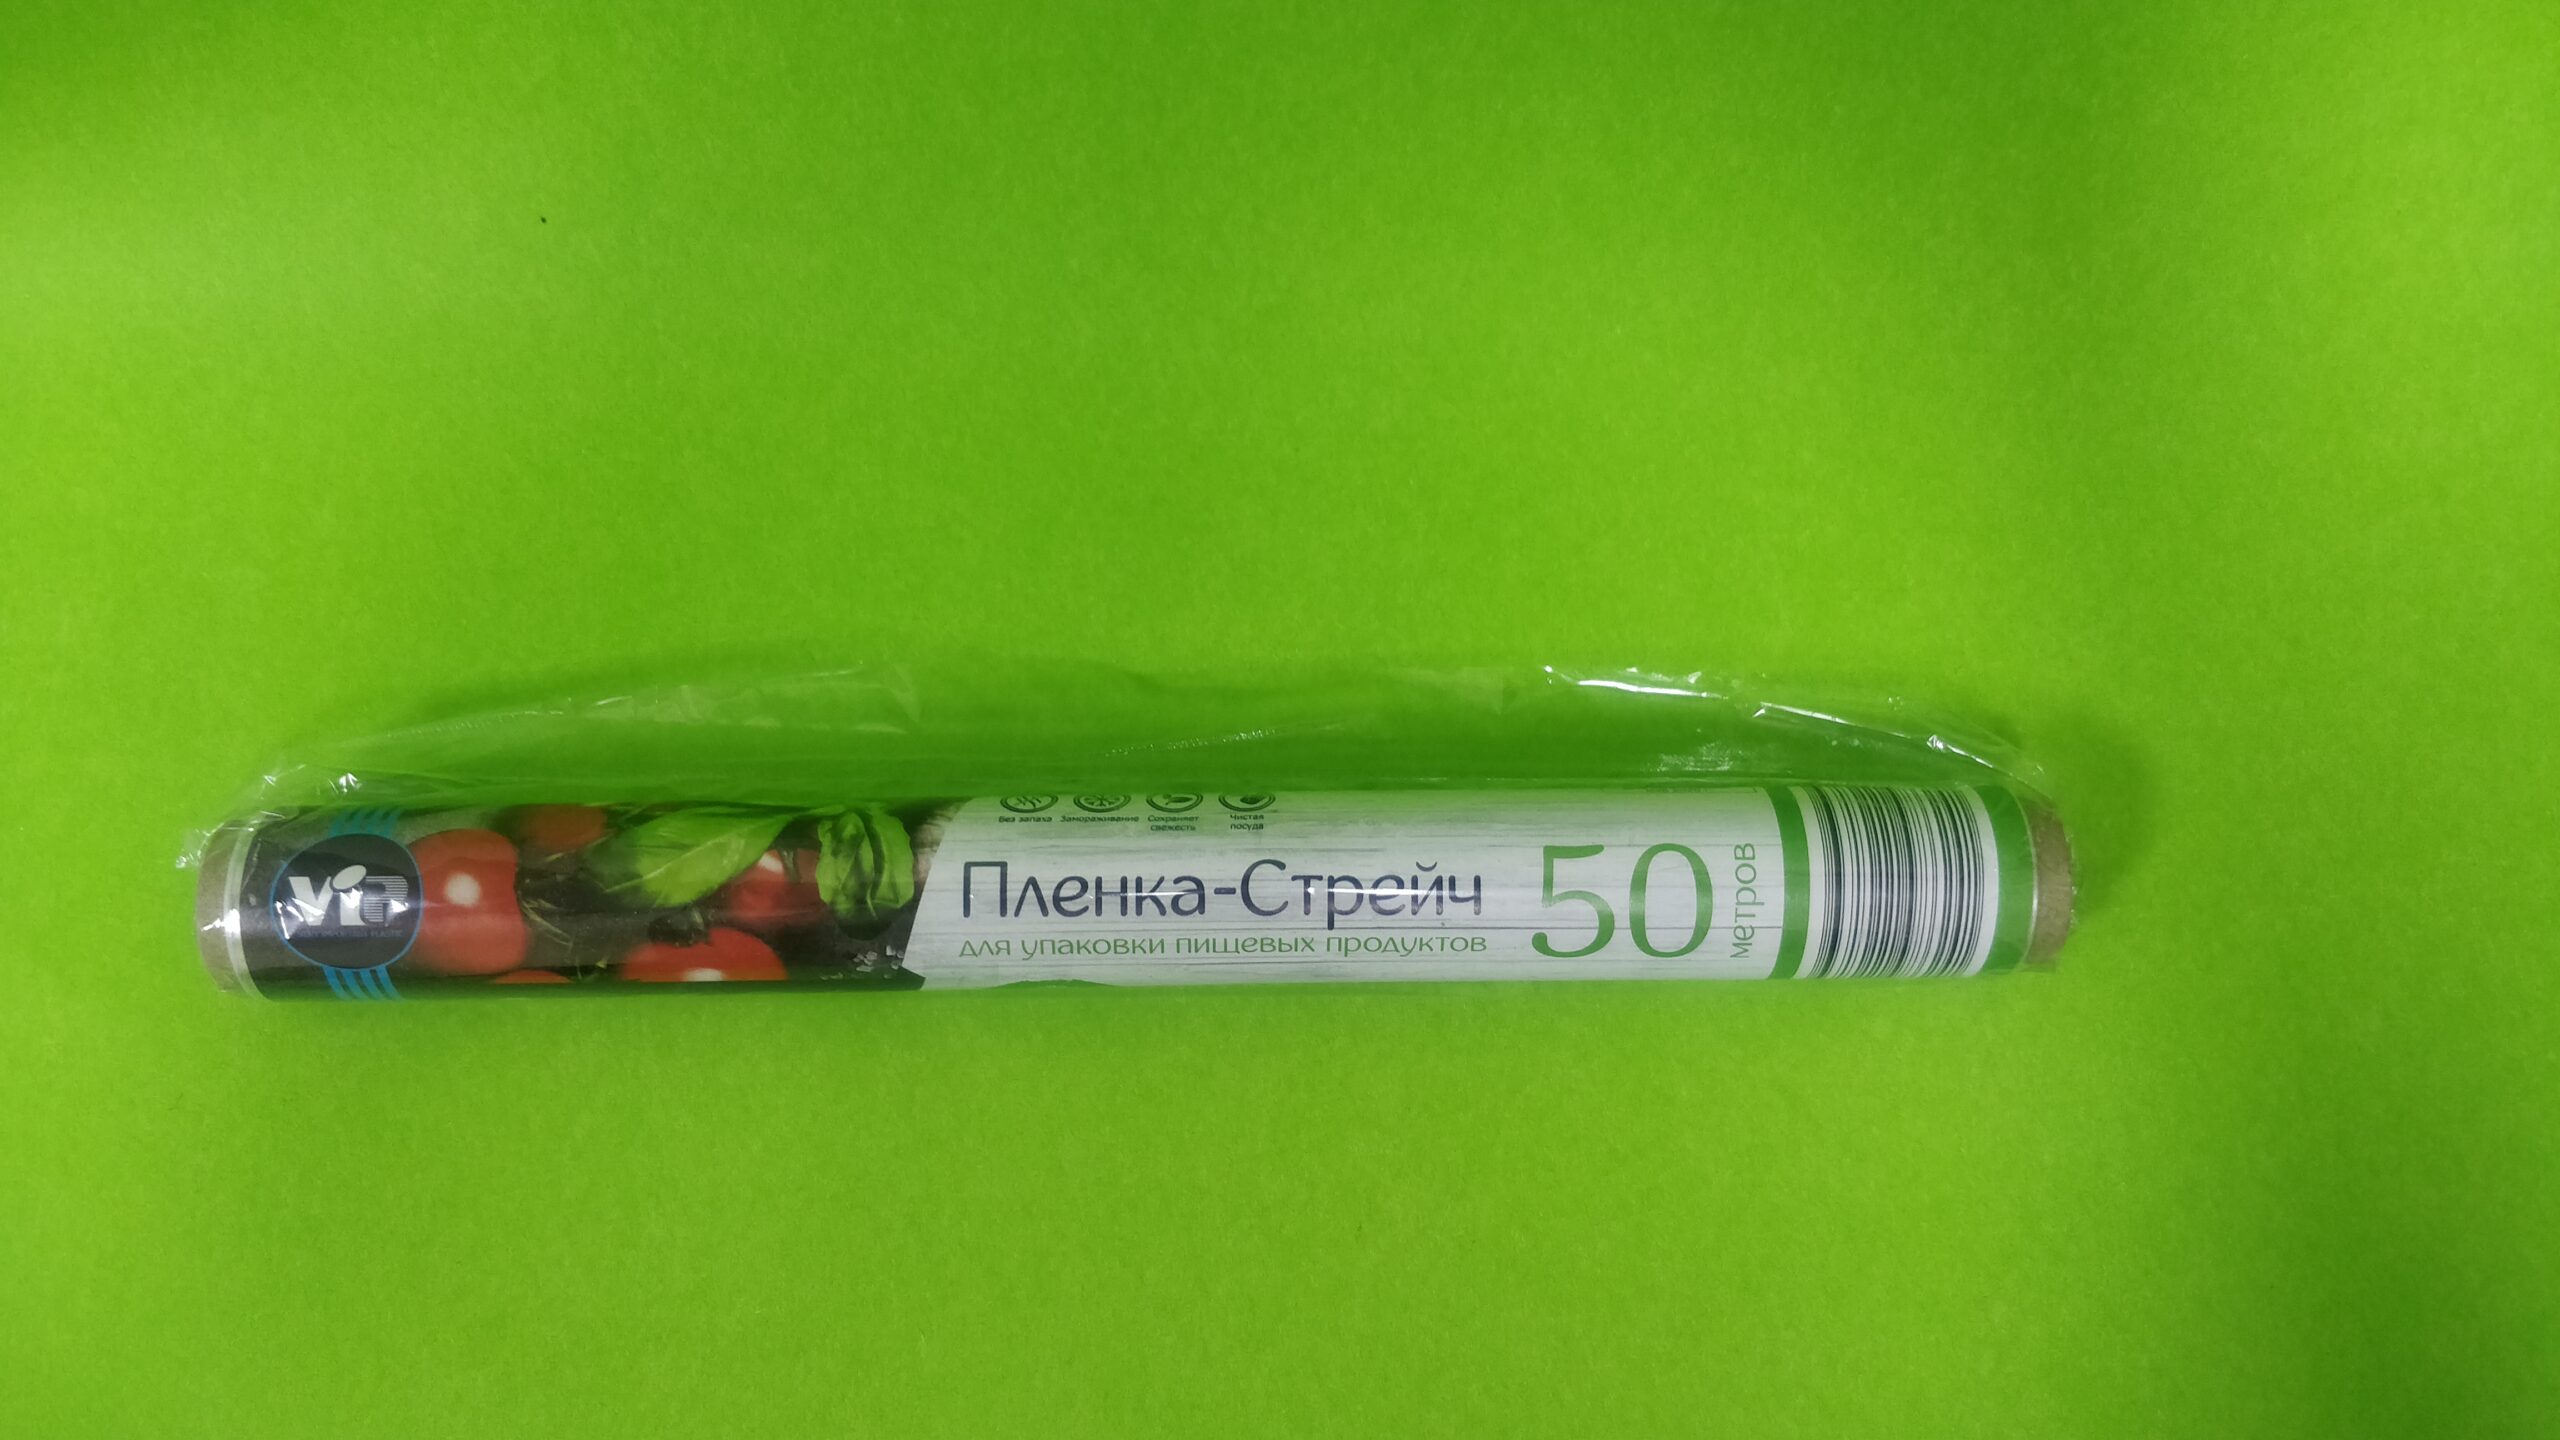 ViP
Без запаха
Замораживание
Сохраняет
свежесть
Чистая
посуда
Пленка-Стрейч
для упаковки пищевых продуктов
50
метров